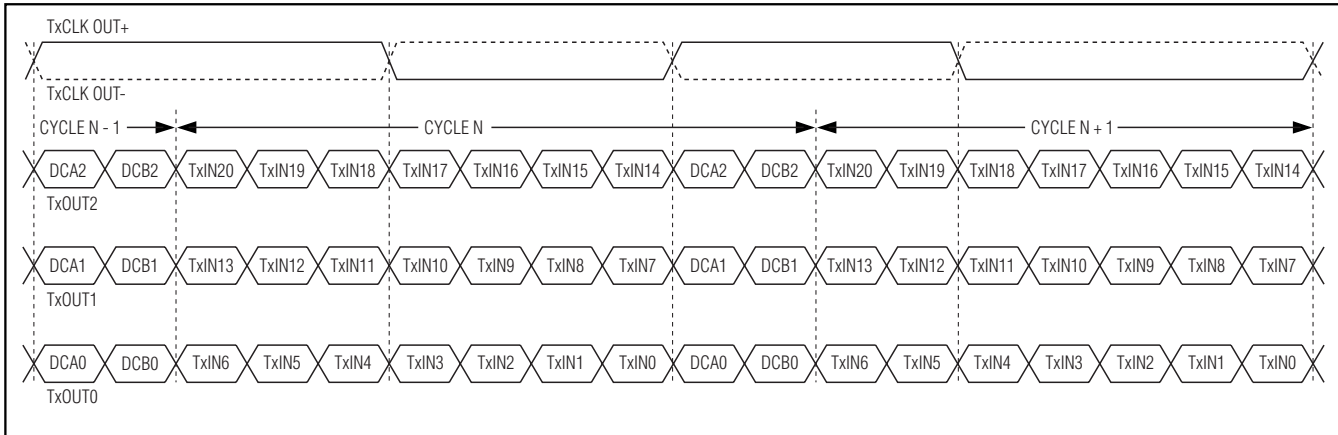 TxCLK OUT+
TxCLK OUT-
CYCLE N - 1 CYCLE N CYCLE N + 1
DCA2 DCB2 TxIN20 TxIN19 TxIN18 TxIN17 TxIN16 TxIN15 TxIN14 DCA2 DCB2 TxIN20 TxIN19 TxIN18 TxIN17 TxIN16 TxIN15 TxIN14
TxOUT2
DCA1 DCB1 TxIN13 TxIN12 TxIN11 TxIN10 TxIN9 TxIN8 TxIN7 DCA1 DCB1 TxIN13 TxIN12 TxIN11 TxIN10 TxIN9 TxIN8 TxIN7
TxOUT1
DCA0 DCB0 TxIN6 TxIN5 TxIN4 TxIN3 TxIN2 TxIN1 TxIN0 DCA0 DCB0 TxIN6 TxIN5 TxIN4 TxIN3 TxIN2 TxIN1 TxIN0
TxOUT0